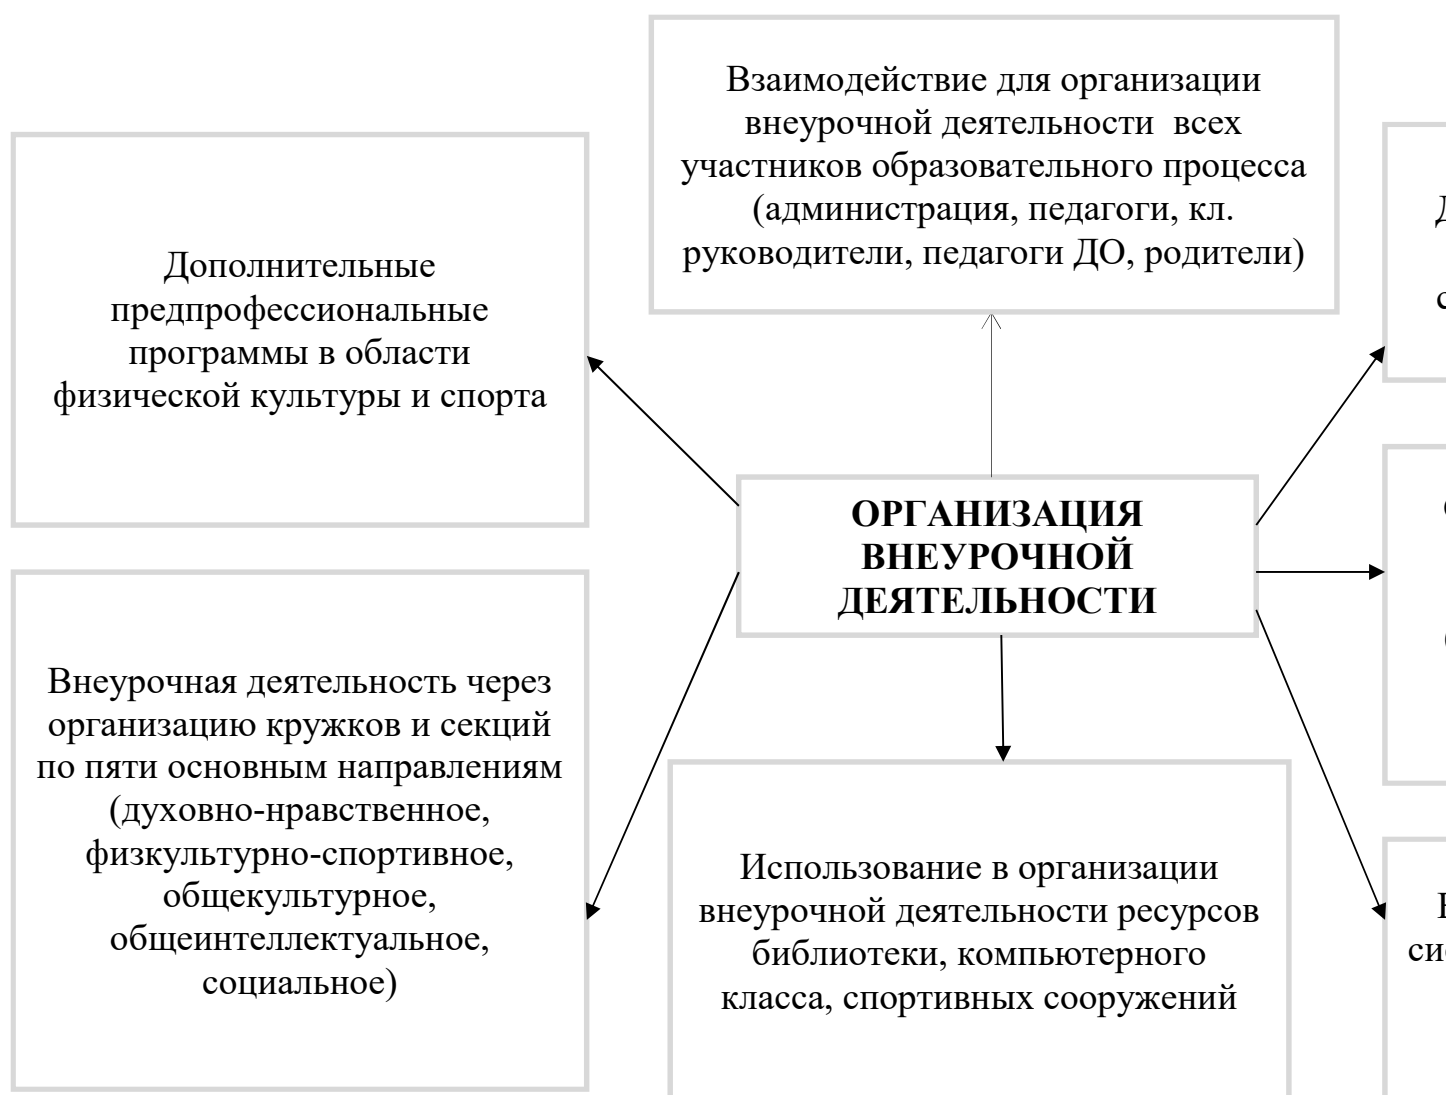 Взаимодействие для организации
внеурочной деятельности всех
участников образовательного процесса
(администрация, педагоги, кл.
руководители, педагоги ДО, родители)
Дополнительные
предпрофессиональные
программы в области
физической культуры и спорта
ОРГАНИЗАЦИЯ
ВНЕУРОЧНОЙ
ДЕЯТЕЛЬНОСТИ
Внеурочная деятельность через
организацию кружков и секций
по пяти основным направлениям
(духовно-нравственное,
физкультурно-спортивное,
общекультурное,
общеинтеллектуальное,
социальное)
Использование в организации
внеурочной деятельности ресурсов
библиотеки, компьютерного
класса, спортивных сооружений